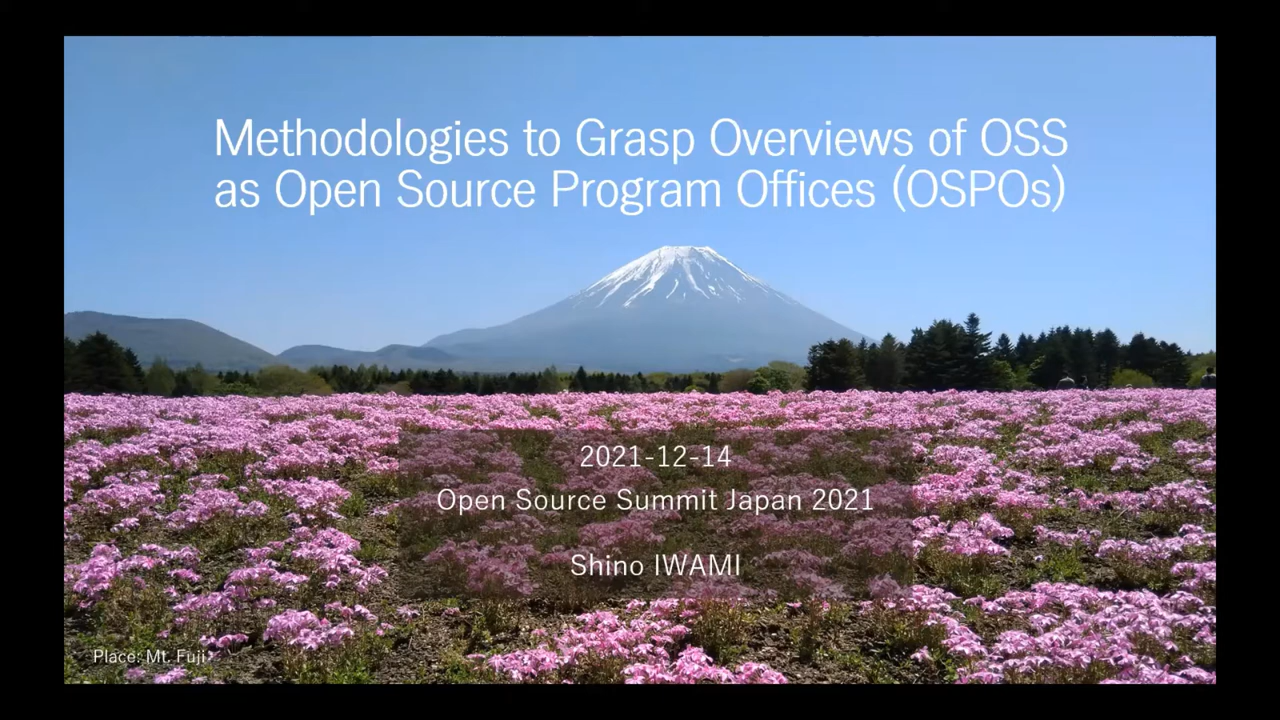 Methodologies to Grasp Overviews of OSS
as Open Source Program Offices (OSPOs)
2021-12-14
Open Source Summit Japan 2021
Shino IWAMI
Place: Mt. Fuji